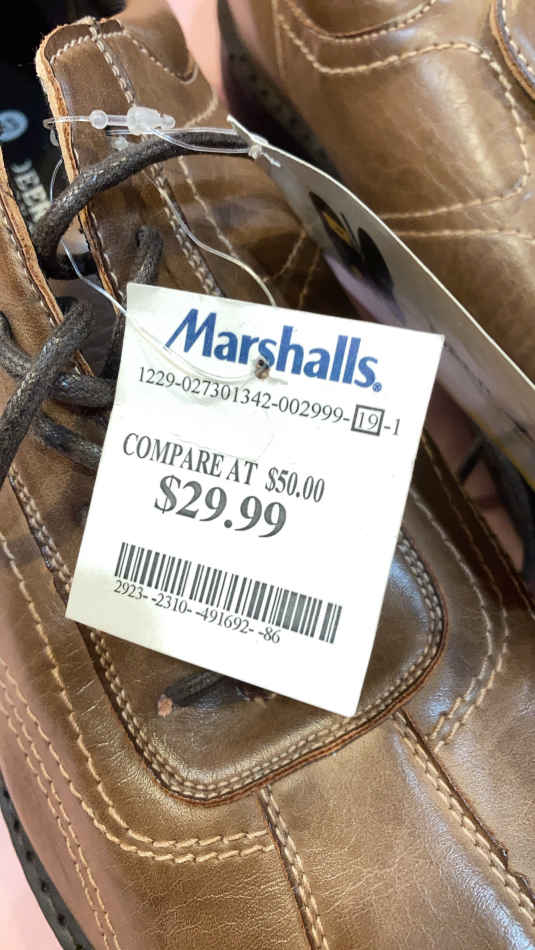 Marshalls®
1229-027301342-002999-19-1
COMPARE AT $50.00
$29.99
2923- -2310- -491692- -86